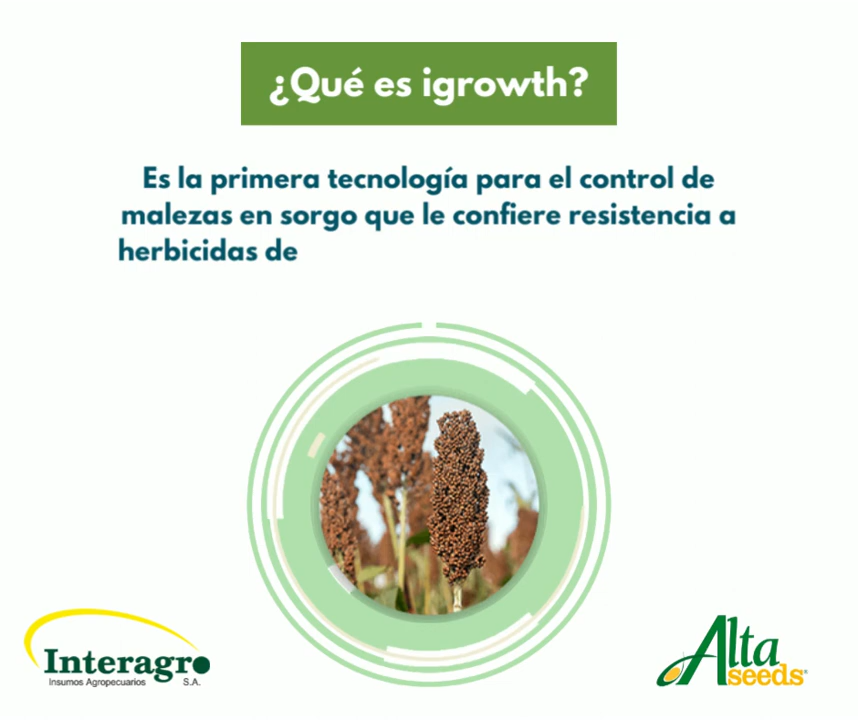 ¿Qué es igrowth?
Es la primera tecnología para el control de
malezas en sorgo que le confiere resistencia a
herbicidas de
Interagro
Insumos Agropecuarios S.A.
Alta
seeds®